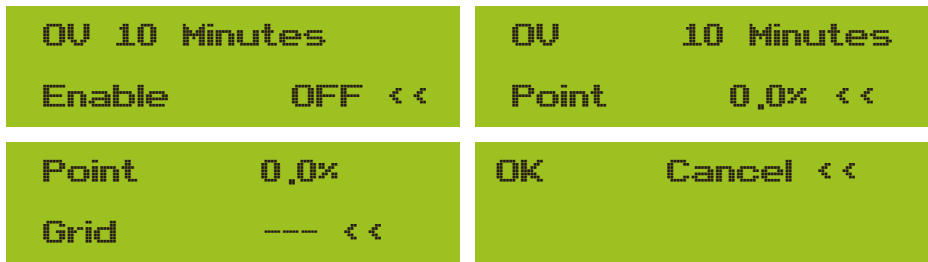 OV 10 Minutes
Enable OFF <<
OV 10 Minutes
Point 0.0% <<
Point 0.0%
Grid --- <<
OK Cancel <<